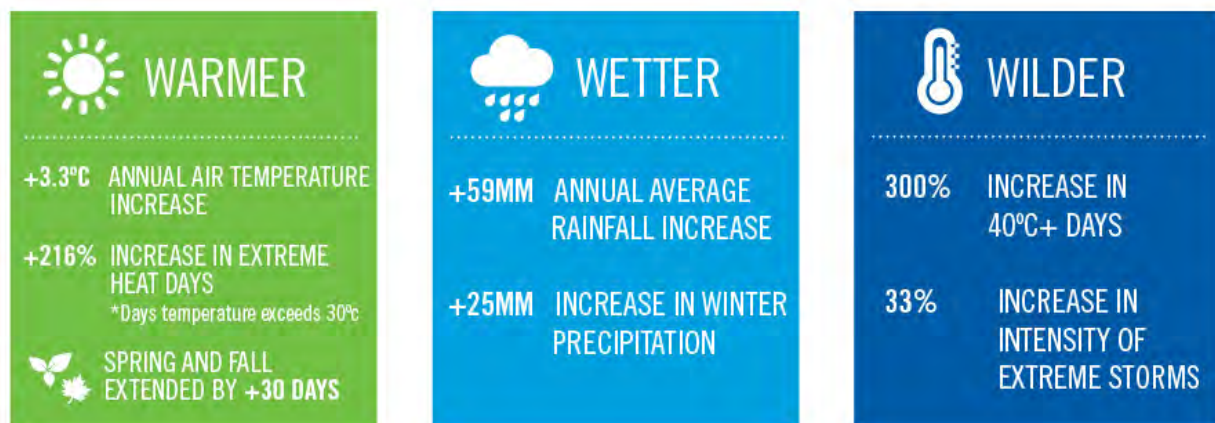 WARMER
+3.3ºC ANNUAL AIR TEMPERATURE
INCREASE
+216% INCREASE IN EXTREME
HEAT DAYS
*Days temperature exceeds 30ºc
SPRING AND FALL
EXTENDED BY +30 DAYS
WETTER
+59MM ANNUAL AVERAGE
RAINFALL INCREASE
+25MM INCREASE IN WINTER
PRECIPITATION
WILDER
300% INCREASE IN
40ºC+ DAYS
33% INCREASE IN
INTENSITY OF
EXTREME STORMS